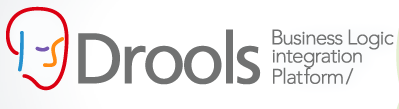 Drools
Business Logic
integration
Platform/